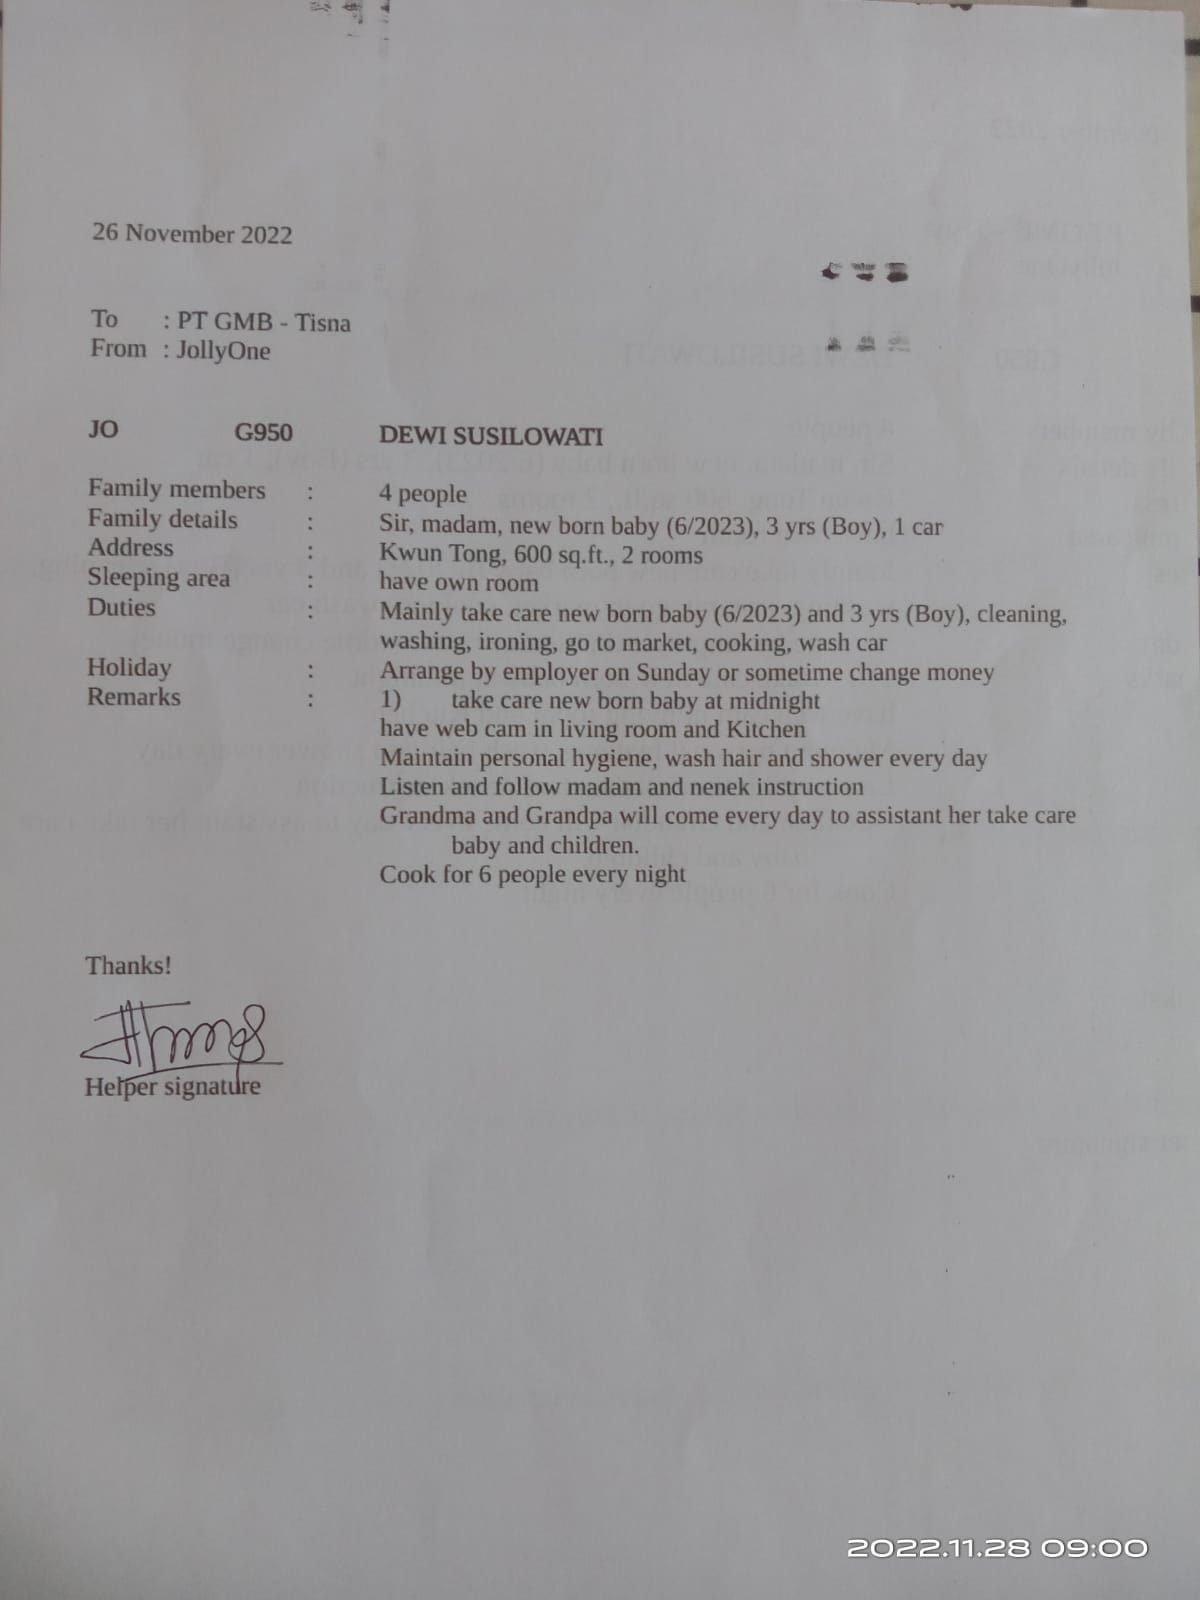 26 November 2022
To : PT GMB - Tisna
From : JollyOne
JO G950 DEWI SUSILOWATI
Family members : 4 people
Family details : Sir, madam, new born baby (6/2023), 3 yrs (Boy), 1 car
Address : Kwun Tong, 600 sq.ft., 2 rooms
Sleeping area : have own room
Duties : Mainly take care new born baby (6/2023) and 3 yrs (Boy), cleaning,
washing, ironing, go to market, cooking, wash car
Holiday : Arrange by employer on Sunday or sometime change money
Remarks : 1) take care new born baby at midnight
have web cam in living room and Kitchen
Maintain personal hygiene, wash hair and shower every day
Listen and follow madam and nenek instruction
Grandma and Grandpa will come every day to assistant her take care
baby and children.
Cook for 6 people every night
Thanks!
Helper signature
2022.11.28 09:00